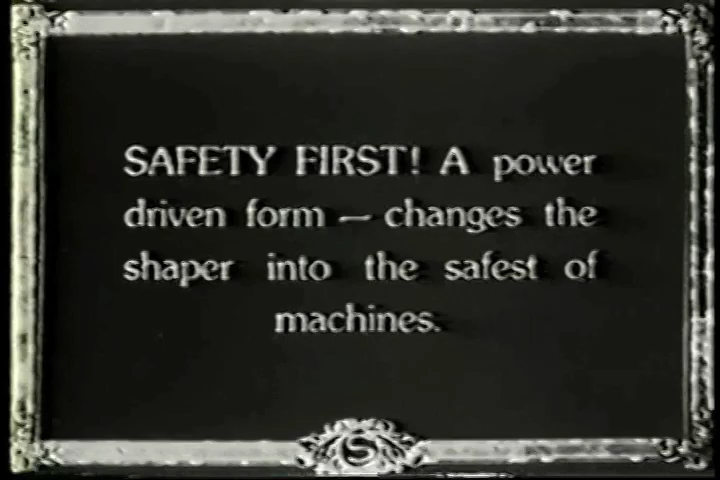 SAFETY FIRST! A power
driven form — changes the
shaper into the safest of
machines.
S